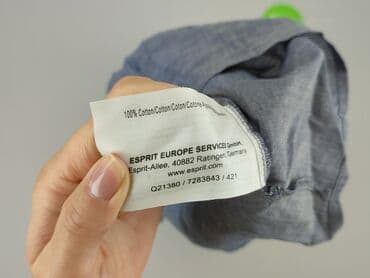 100% Cotton/Cotton/Coton/Cotone
ESPRIT EUROPE SERVICES GmbH,
Esprit-Allee, 40882 Ratingen, Germany
www.esprit.com
Q21380 / 7283843 / 421